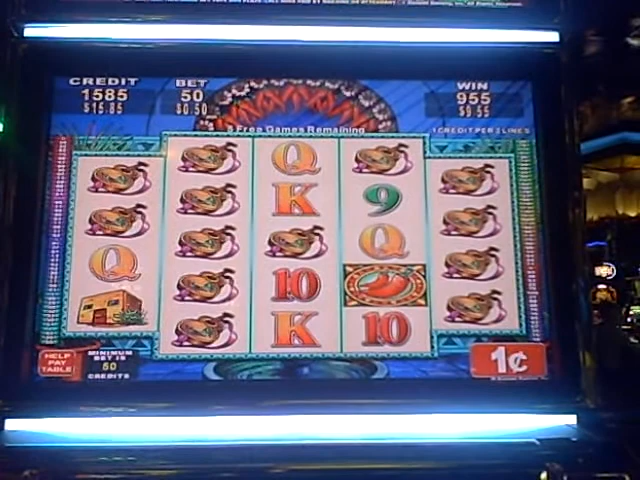 CREDIT
1585
$15.85
BET
50
$0.50
WIN
955
$9.55
5 Free Games Remaining
1 CREDIT PER 2 LINES
Q
K
9
Q
Q
10
K
10
HELP
PAY
TABLE
MINIMUM
BET IS
50
CREDITS
1¢